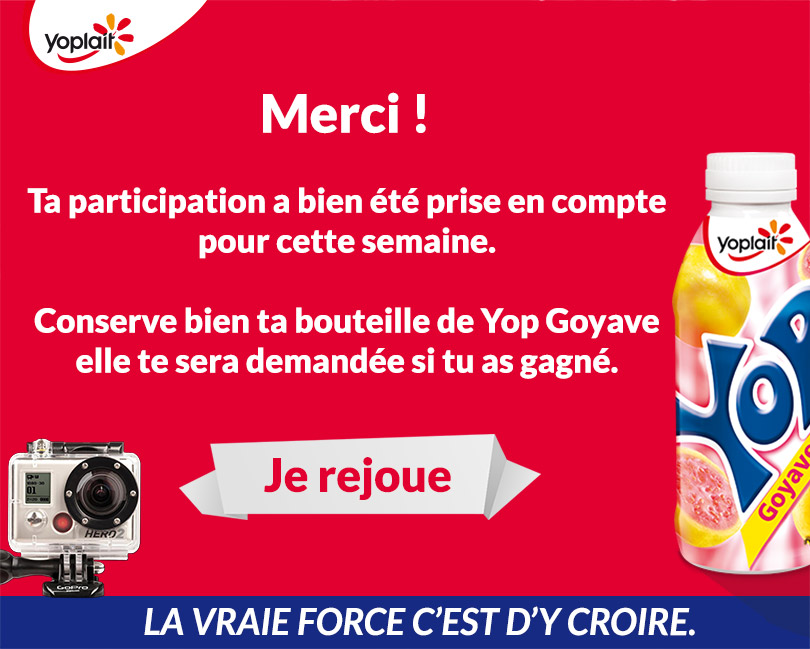 yoplait
Merci !
Ta participation a bien été prise en compte
pour cette semaine.
Conserve bien ta bouteille de Yop Goyave
elle te sera demandée si tu as gagné.
Je rejoue
yoplait
YOP
Goyave
01
HERO2
GoPro
LA VRAIE FORCE C’EST D’Y CROIRE.